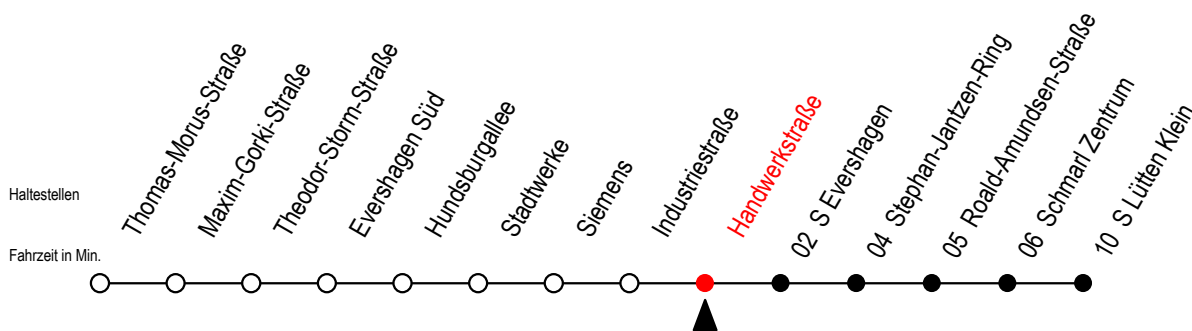 Haltestellen
Fahrzeit in Min.
Thomas-Morus-Straße
Maxim-Gorki-Straße
Theodor-Storm-Straße
Evershagen Süd
Hundsburgallee
Stadtwerke
Siemens
Industriestraße
Handwerkstraße
02 S Evershagen
04 Stephan-Jantzen-Ring
05 Roald-Amundsen-Straße
06 Schmarl Zentrum
10 S Lütten Klein